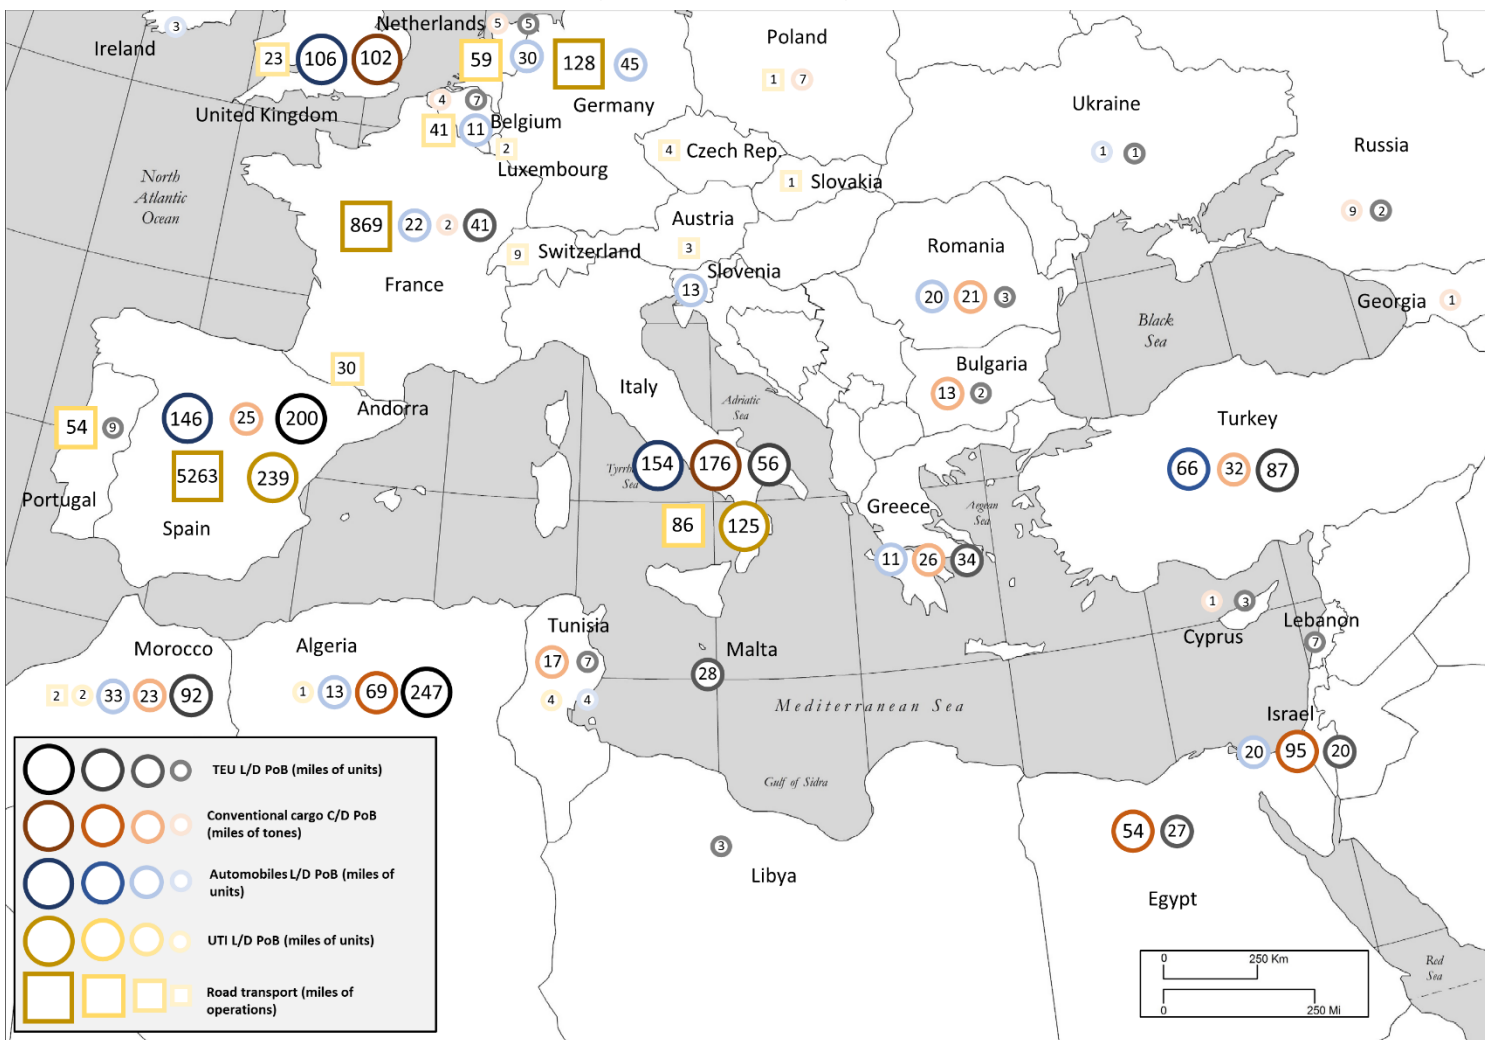 Ireland
3
Netherlands
5
5
23
106
102
59
30
128
45
Poland
1
7
United Kingdom
4
7
Germany
Ukraine
41
11
Belgium
2
Luxembourg
4
Czech Rep.
1
1
Russia
North
Atlantic
Ocean
1
Slovakia
9
2
869
22
2
41
France
Austria
3
9
Switzerland
Slovenia
13
Romania
20
21
3
Georgia
1
Black
Sea
30
Andorra
Italy
Adriatic
Sea
Bulgaria
13
2
54
9
Portugal
146
25
200
5263
239
Spain
154
176
56
Sea
86
125
Turkey
66
32
87
Greece
Aegean
Sea
11
26
34
1
3
Cyprus
Lebanon
7
Morocco
2
2
33
23
92
Algeria
1
13
69
247
Tunisia
17
7
4
4
Malta
28
Mediterranean Sea
Israel
20
95
20
Gulf of Sidra
3
Libya
54
27
Egypt
Red
Sea
TEU L/D PoB (miles of units)
Conventional cargo C/D PoB
(miles of tones)
Automobiles L/D PoB (miles of
units)
UTI L/D PoB (miles of units)
Road transport (miles of
operations)
0
250 Km
0
250 Mi